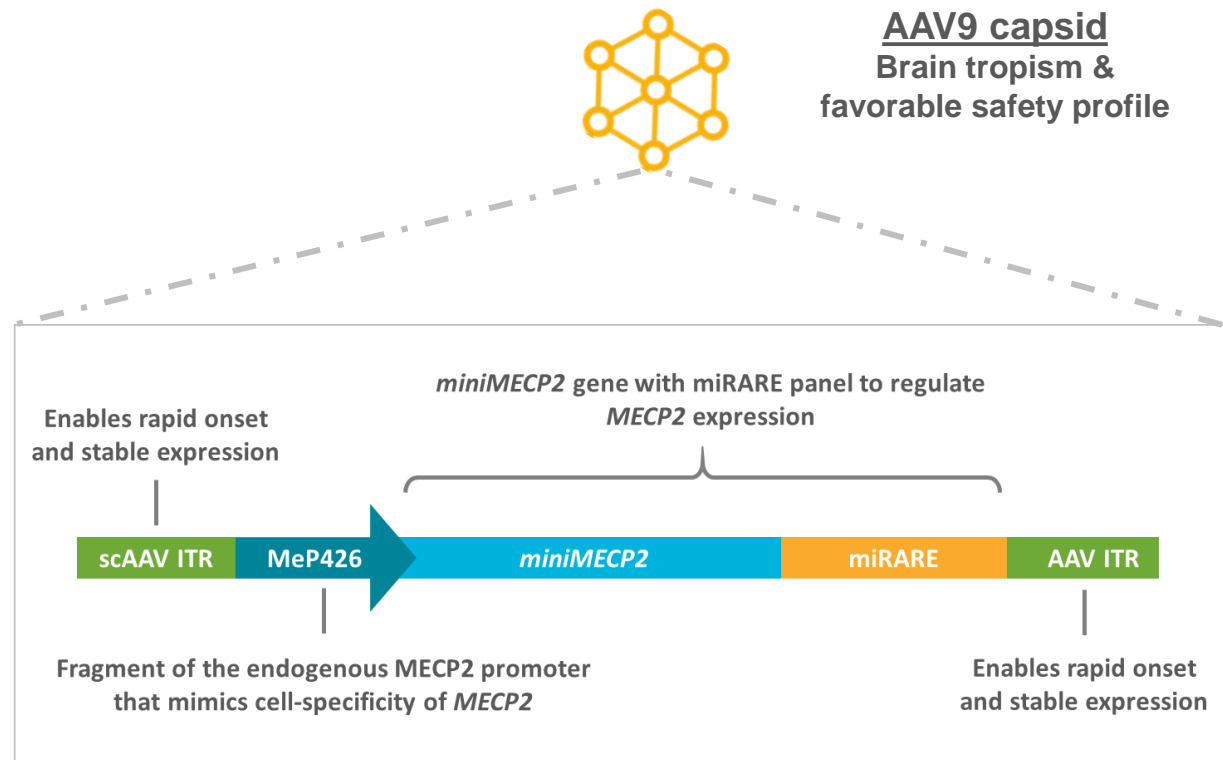 AAV9 capsid
Brain tropism &
favorable safety profile
miniMECP2 gene with miRARE panel to regulate
MECP2 expression
Enables rapid onset
and stable expression
scAAV ITR
MeP426
miniMECP2
miRARE
AAV ITR
Fragment of the endogenous MECP2 promoter
that mimics cell-specificity of MECP2
Enables rapid onset
and stable expression